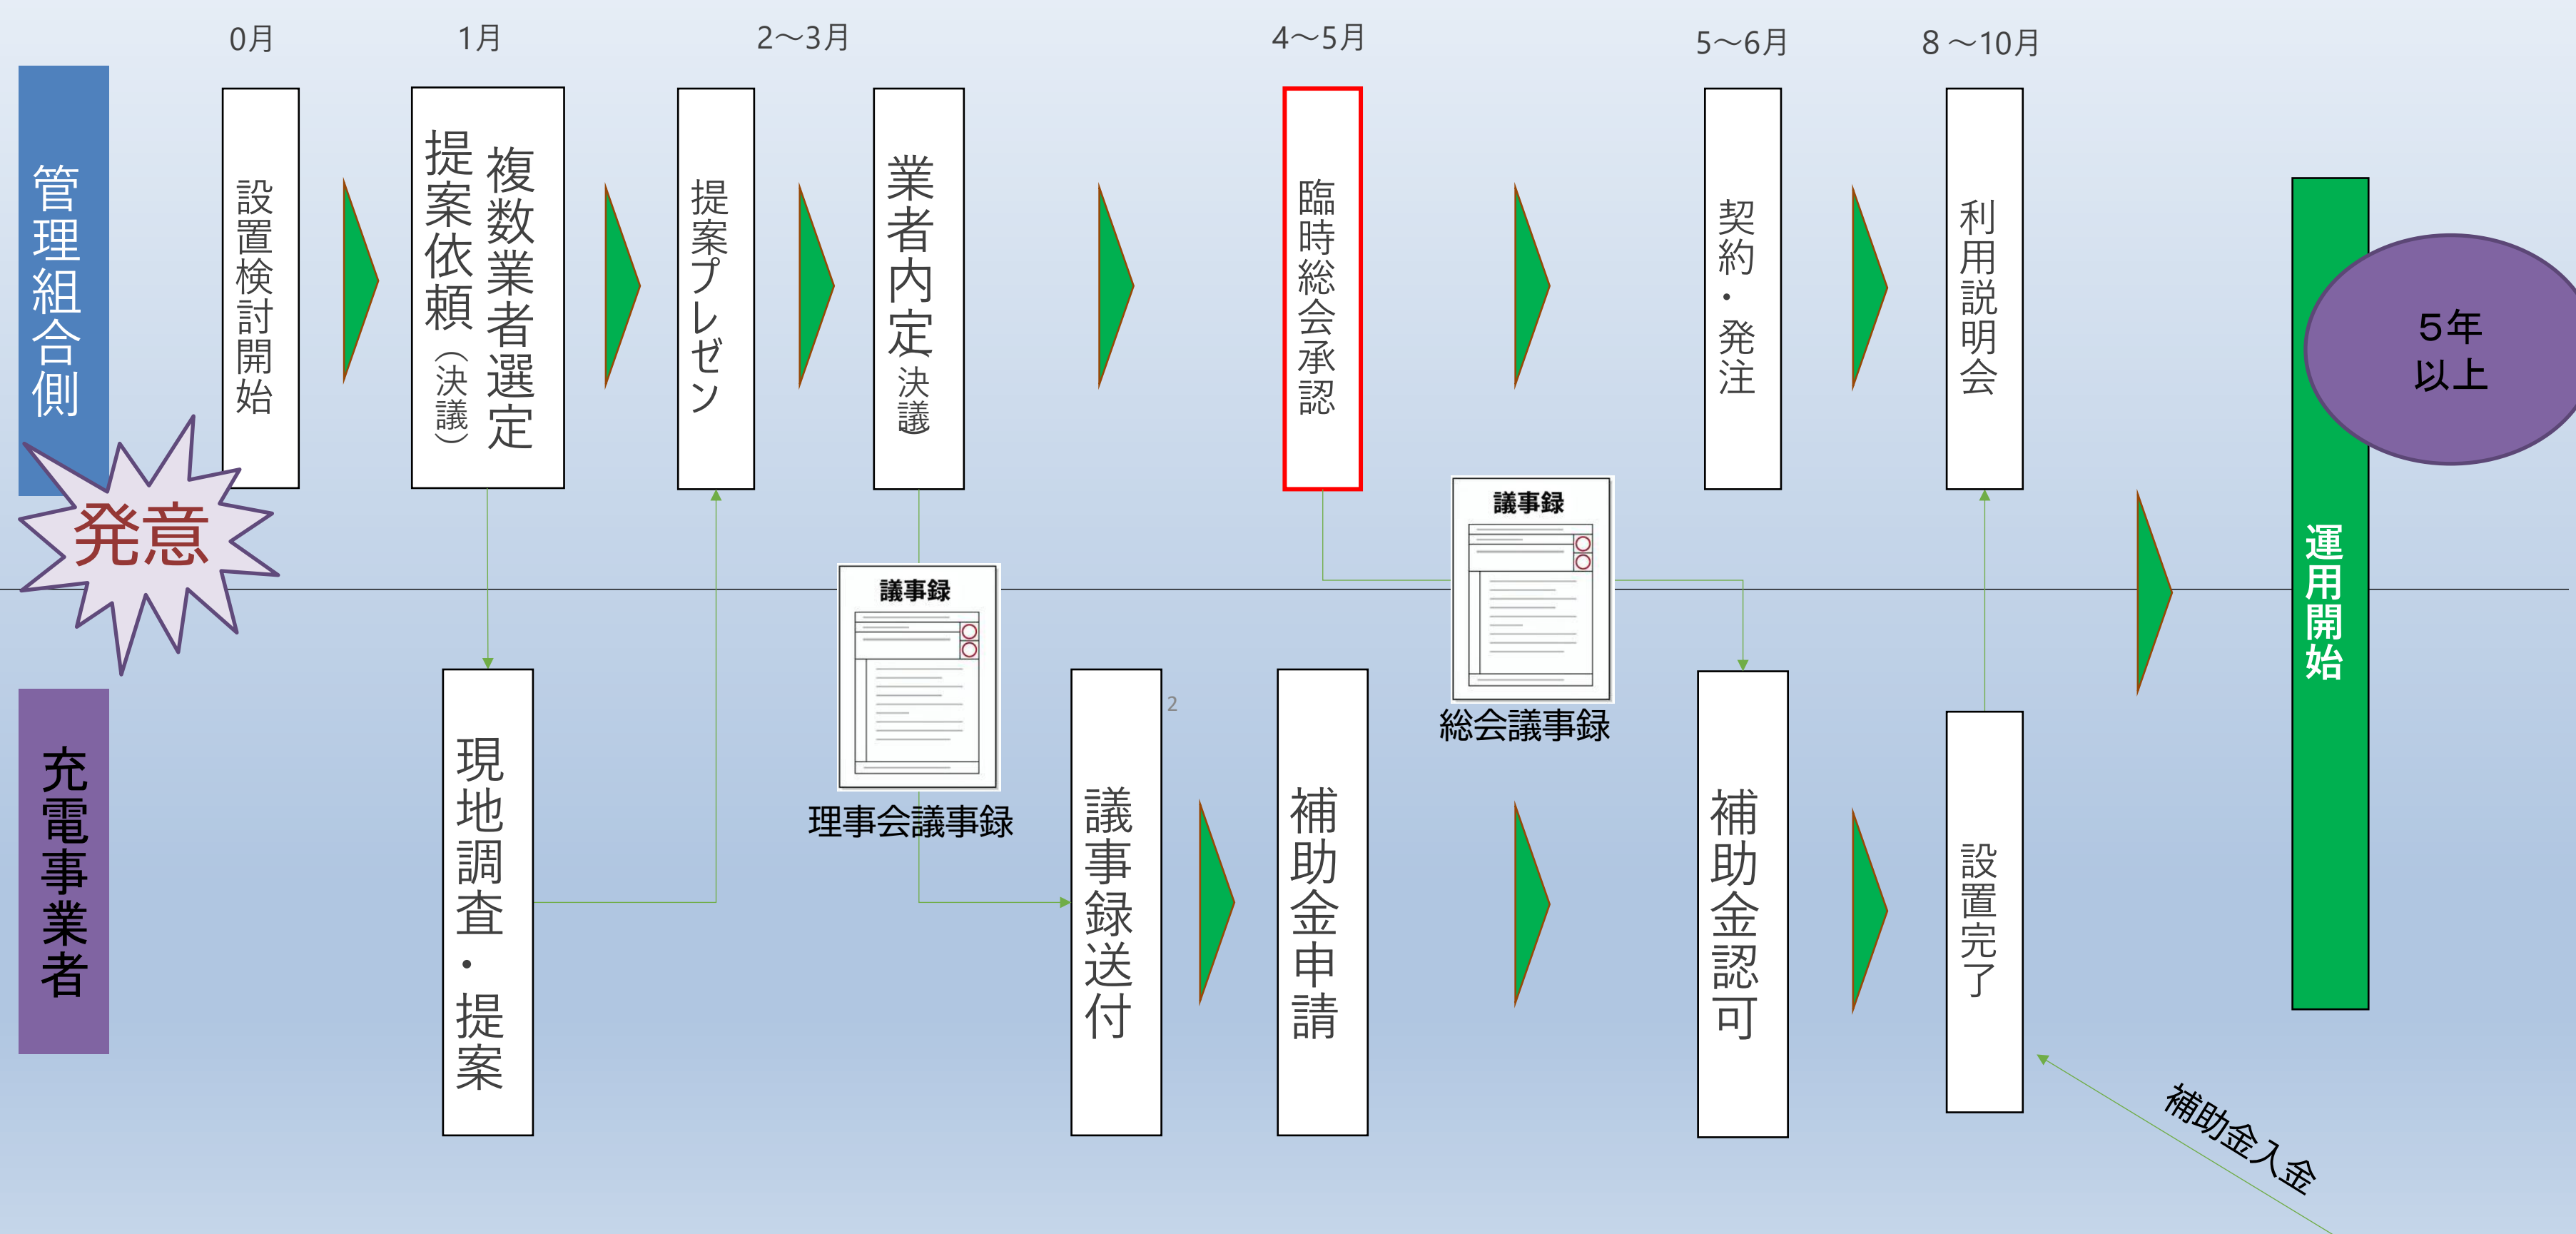 0月
1月
2～3月
4～5月
5～6月
8～10月
管理組合側
設置検討開始
複数業者選定
提案依頼（決議）
提案プレゼン
業者内定（決議）
臨時総会承認
契約・発注
利用説明会
運用開始
5年
以上
発意
議事録
理事会議事録
議事録
総会議事録
充電事業者
現地調査・提案
議事録送付
2
補助金申請
補助金認可
設置完了
補助金入金